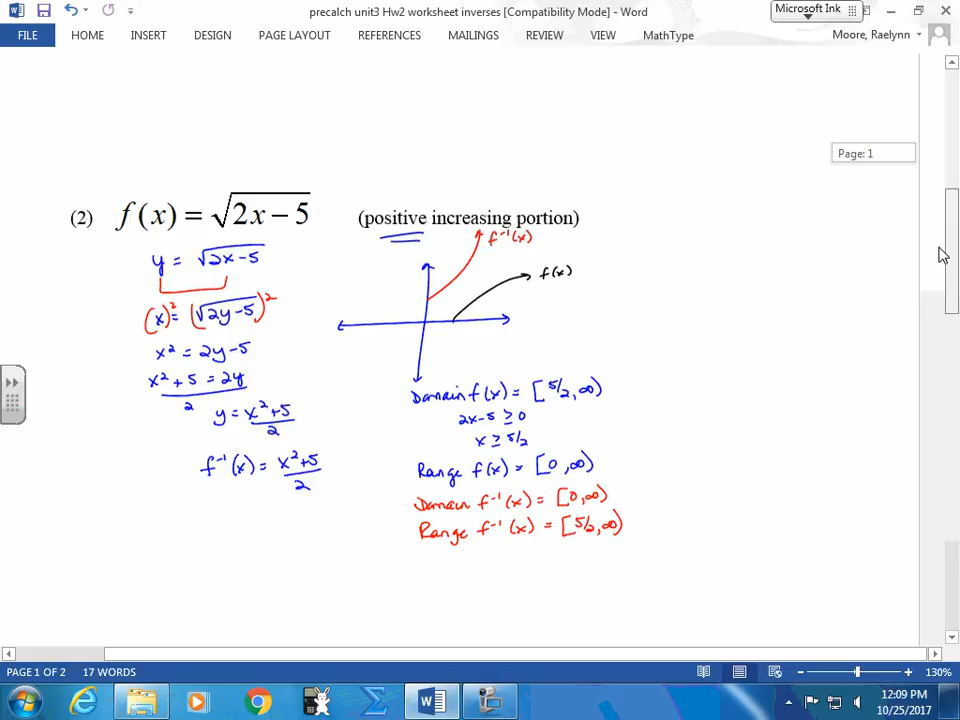 precalch unit3 Hw2 worksheet inverses [Compatibility Mode] - Word
Microsoft Ink
FILE HOME INSERT DESIGN PAGE LAYOUT REFERENCES MAILINGS REVIEW VIEW MathType
Moore, Raelynn
Page: 1
(2) f(x) = √2x − 5 (positive increasing portion)
y = √2x-5
(x)² = (√2y-5)²
x² = 2y-5
x²+5 = 2y
2
y = x²+5
2
f⁻¹(x) = x²+5
2
f⁻¹(x)
f(x)
Domain f(x) = [5/2, ∞)
2x-5 ≥ 0
x ≥ 5/2
Range f(x) = [0, ∞)
Domain f⁻¹(x) = [0, ∞)
Range f⁻¹(x) = [5/2, ∞)
PAGE 1 OF 2 17 WORDS
130%
12:09 PM
10/25/2017